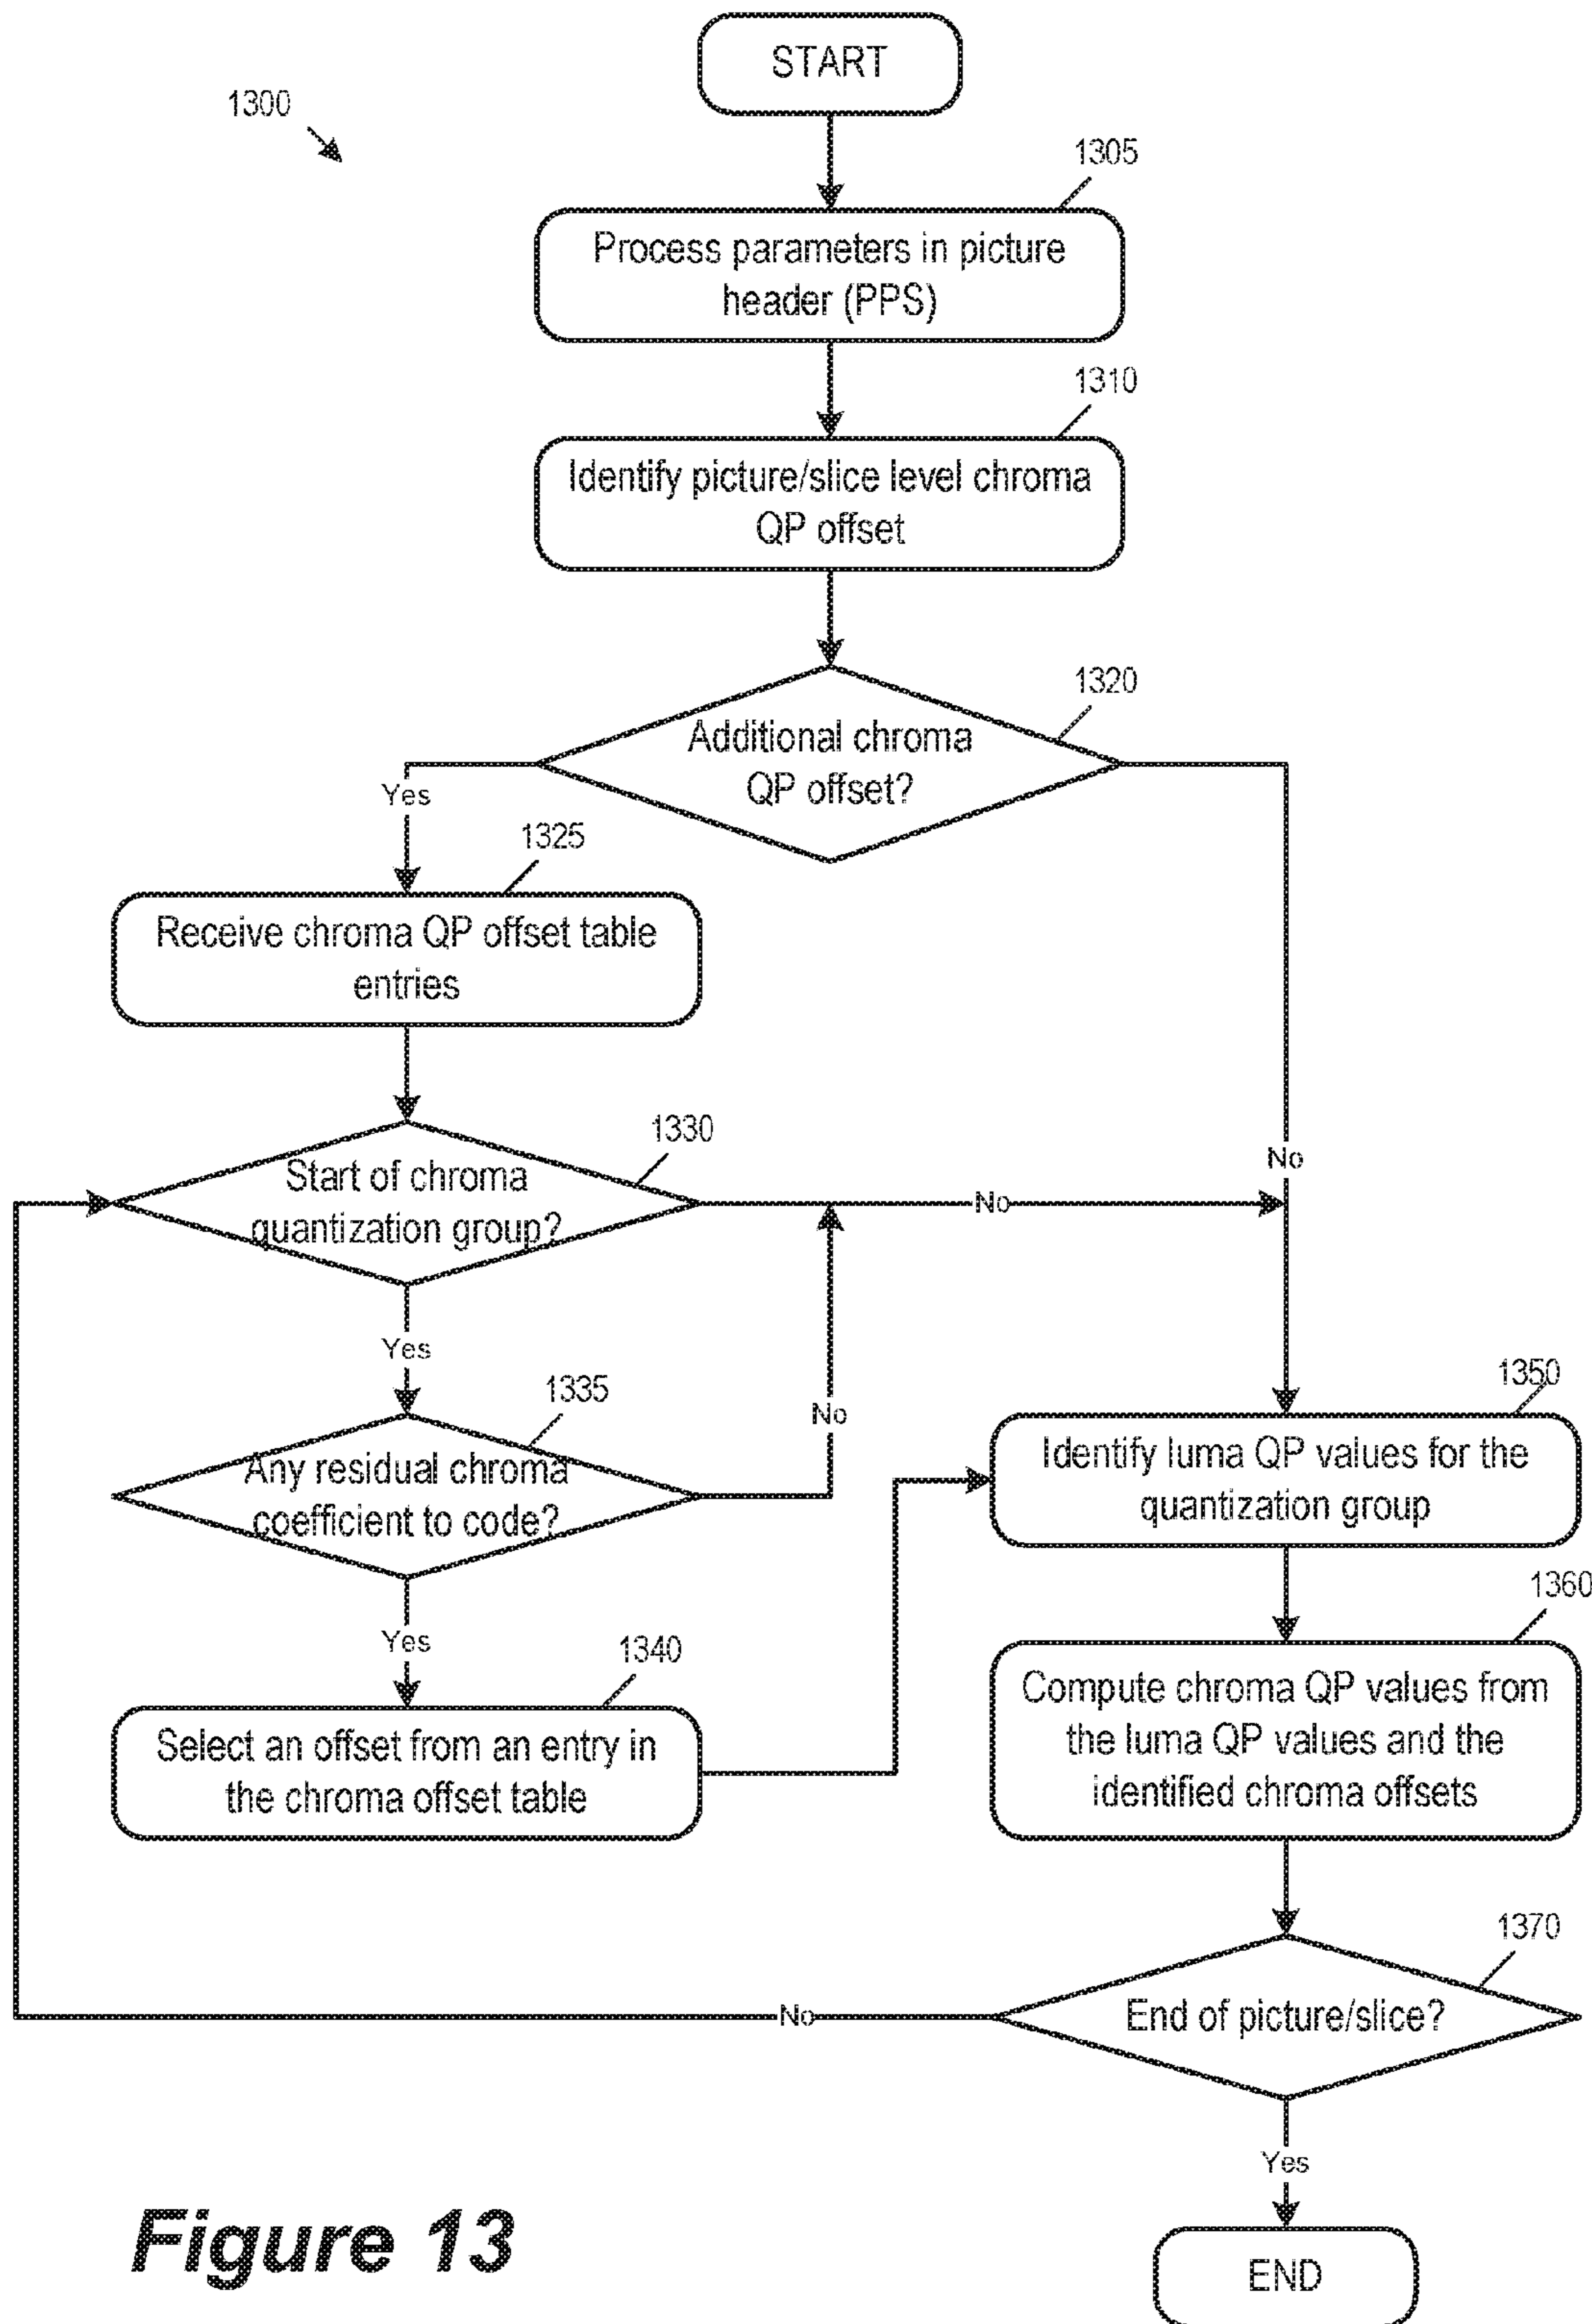 START
1300
1305
Process parameters in picture
header (PPS)
1310
Identify picture/slice level chroma
QP offset
1320
Additional chroma
QP offset?
Yes
1325
Receive chroma QP offset table
entries
1330
Start of chroma
quantization group?
No
No
Yes
1335
Any residual chroma
coefficient to code?
No
1350
Identify luma QP values for the
quantization group
Yes
1340
Select an offset from an entry in
the chroma offset table
1360
Compute chroma QP values from
the luma QP values and the
identified chroma offsets
1370
End of picture/slice?
No
Yes
END
Figure 13